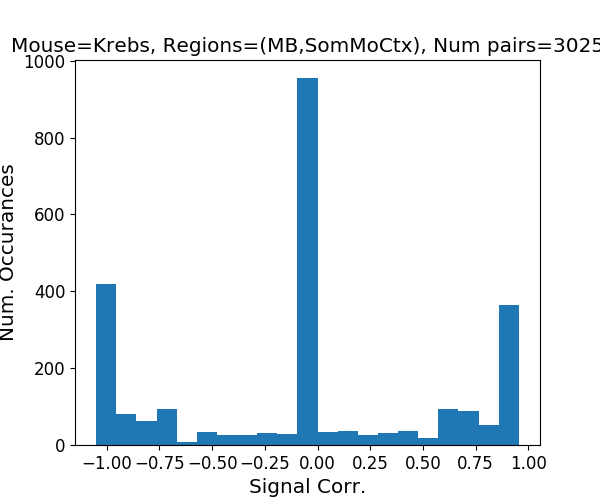 Mouse=Krebs, Regions=(MB,SomMoCtx), Num pairs=3025
1000
800
600
400
200
0
Num. Occurances
−1.00 −0.75 −0.50 −0.25 0.00 0.25 0.50 0.75 1.00
Signal Corr.